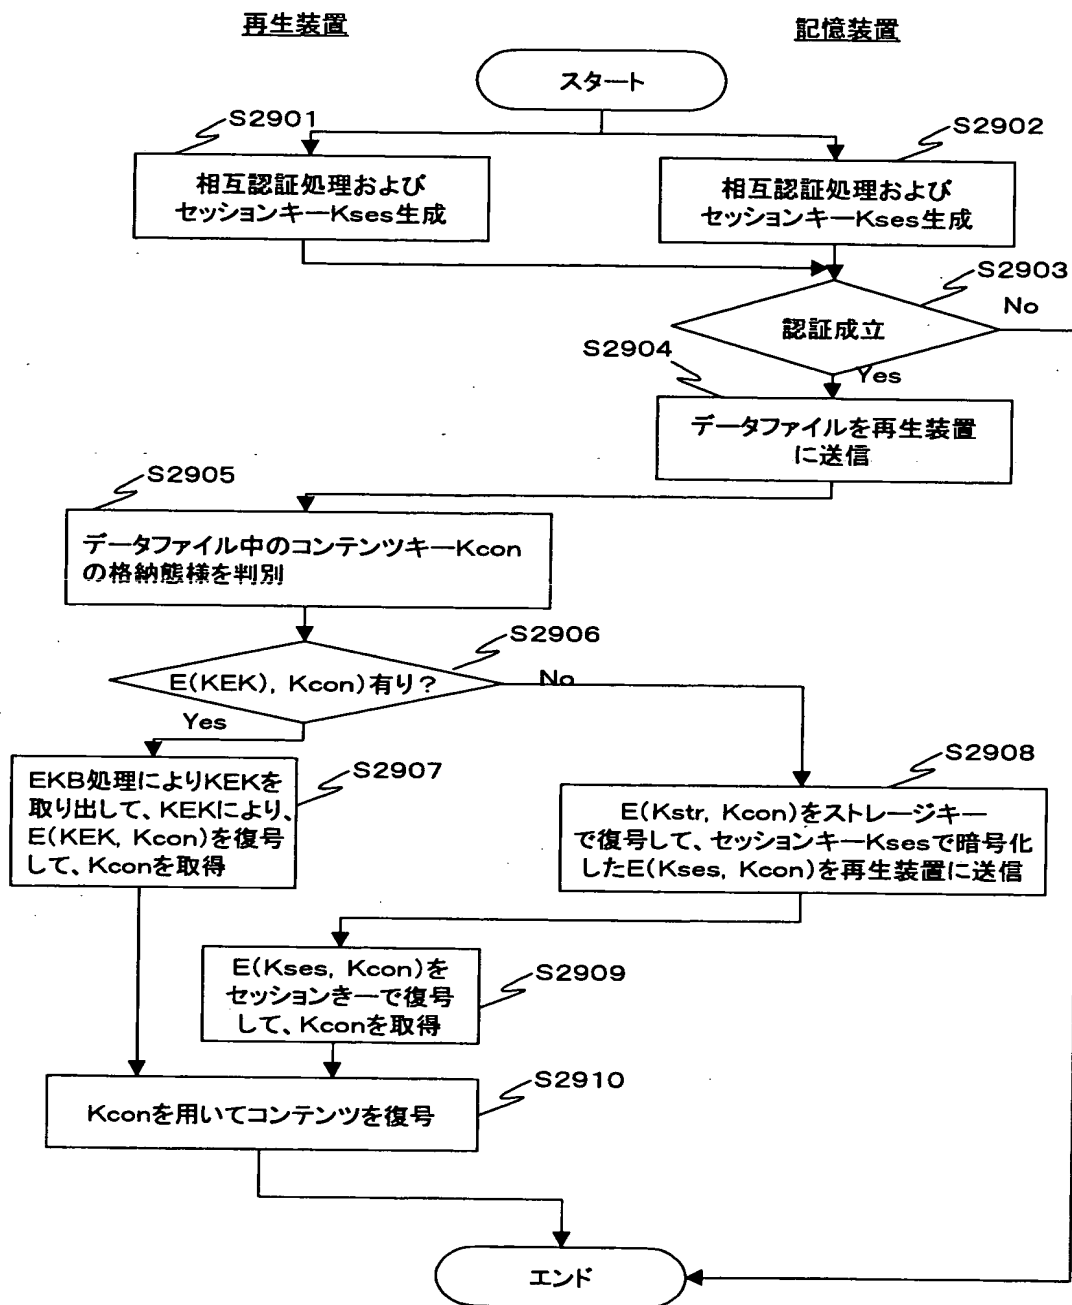 再生装置
記憶装置
スタート
S2901
S2902
相互認証処理および
セッションキーKses生成
相互認証処理および
セッションキーKses生成
S2903
No
認証成立
S2904
Yes
データファイルを再生装置
に送信
S2905
データファイル中のコンテンツキーKcon
の格納態様を判別
S2906
E(KEK), Kcon)有り?
No
Yes
S2907
EKB処理によりKEKを
取り出して、KEKにより、
E(KEK, Kcon)を復号
して、Kconを取得
S2908
E(Kstr, Kcon)をストレージキー
で復号して、セッションキーKsesで暗号化
したE(Kses, Kcon)を再生装置に送信
E(Kses, Kcon)を
セッションきーで復号
して、Kconを取得
S2909
S2910
Kconを用いてコンテンツを復号
エンド